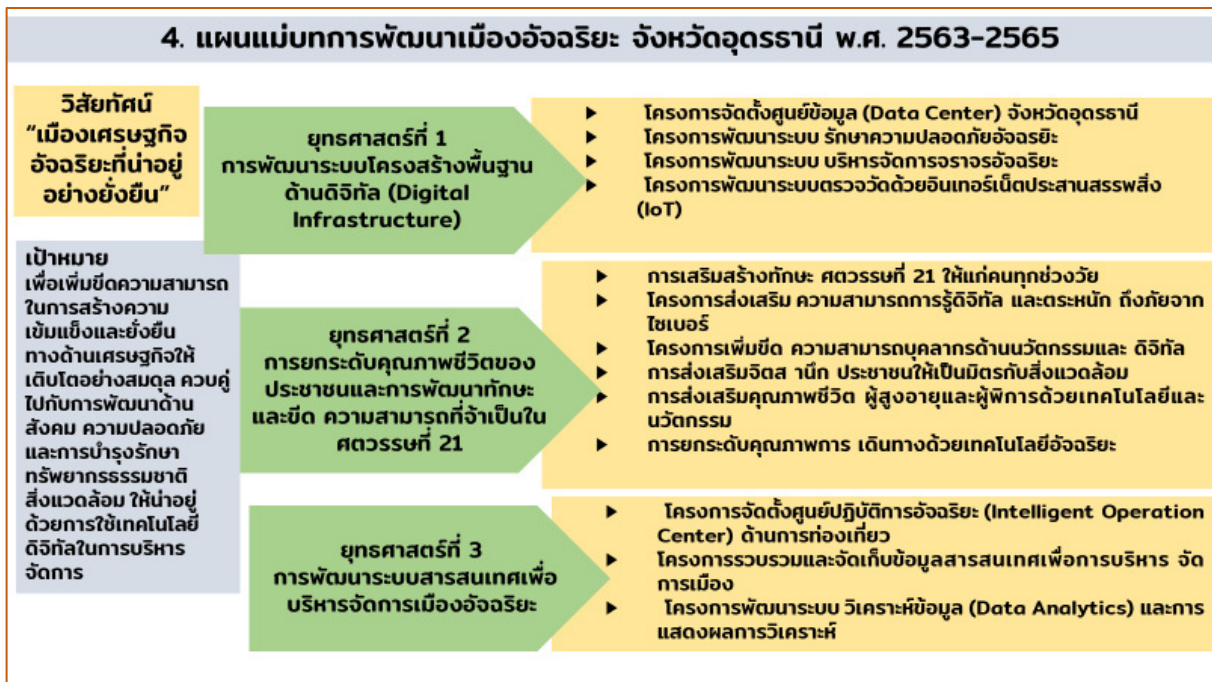 4. แผนแม่บทการพัฒนาเมืองอัจฉริยะ จังหวัดอุดรธานี พ.ศ. 2563-2565
วิสัยทัศน์
“เมืองเศรษฐกิจ
อัจฉริยะที่น่าอยู่
อย่างยั่งยืน”
เป้าหมาย
เพื่อเพิ่มขีดความสามารถ
ในการสร้างความ
เข้มแข็งและยั่งยืน
ทางด้านเศรษฐกิจให้
เติบโตอย่างสมดุล ควบคู่
ไปกับการพัฒนาด้าน
สังคม ความปลอดภัย
และการบำรุงรักษา
ทรัพยากรธรรมชาติ
สิ่งแวดล้อม ให้น่าอยู่
ด้วยการใช้เทคโนโลยี
ดิจิทัลในการบริหาร
จัดการ
ยุทธศาสตร์ที่ 1
การพัฒนาระบบโครงสร้างพื้นฐาน
ด้านดิจิทัล (Digital
Infrastructure)
► โครงการจัดตั้งศูนย์ข้อมูล (Data Center) จังหวัดอุดรธานี
► โครงการพัฒนาระบบ รักษาความปลอดภัยอัจฉรยิะ
► โครงการพัฒนาระบบ บริหารจัดการจราจรอัจฉริยะ
► โครงการพัฒนาระบบตรวจวัดด้วยอินเทอร์เน็ตประสานสรรพสิ่ง
(IoT)
ยุทธศาสตร์ที่ 2
การยกระดับคุณภาพชีวิตของ
ประชาชนและการพัฒนาทักษะ
และขีด ความสามารถที่จ้าเป็นใน
ศตวรรษที่ 21
► การเสริมสร้างทักษะ ศตวรรษที่ 21 ให้แก่คนทุกช่วงวัย
► โครงการส่งเสริม ความสามารถการรู้ดิจิทัล และตระหนัก ถึงภัยจาก
ไซเบอร์
► โครงการเพิ่มขีด ความสามารถบุคลากรด้านนวัตกรรมและ ดิจิทัล
► การส่งเสริมจิตส านึก ประชาชนให้เป็นมิตรกับสิ่งแวดล้อม
► การส่งเสริมคุณภาพชีวิต ผู้สูงอายุและผู้พิการด้วยเทคโนโลยีและ
นวัตกรรม
► การยกระดับคุณภาพการ เดินทางด้วยเทคโนโลยีอัจฉริยะ
ยุทธศาสตร์ที่ 3
การพัฒนาระบบสารสนเทศเพื่อ
บริหารจัดการเมืองอัจฉริยะ
► โครงการจัดตั้งศูนย์ปฏิบัติการอัจฉริยะ (Intelligent Operation
Center) ด้านการท่องเที่ยว
► โครงการรวบรวมและจัดเก็บข้อมูลสารสนเทศเพื่อการบริหาร จัด
การเมือง
► โครงการพัฒนาระบบ วิเคราะห์ข้อมูล (Data Analytics) และการ
แสดงผลการวิเคราะห์